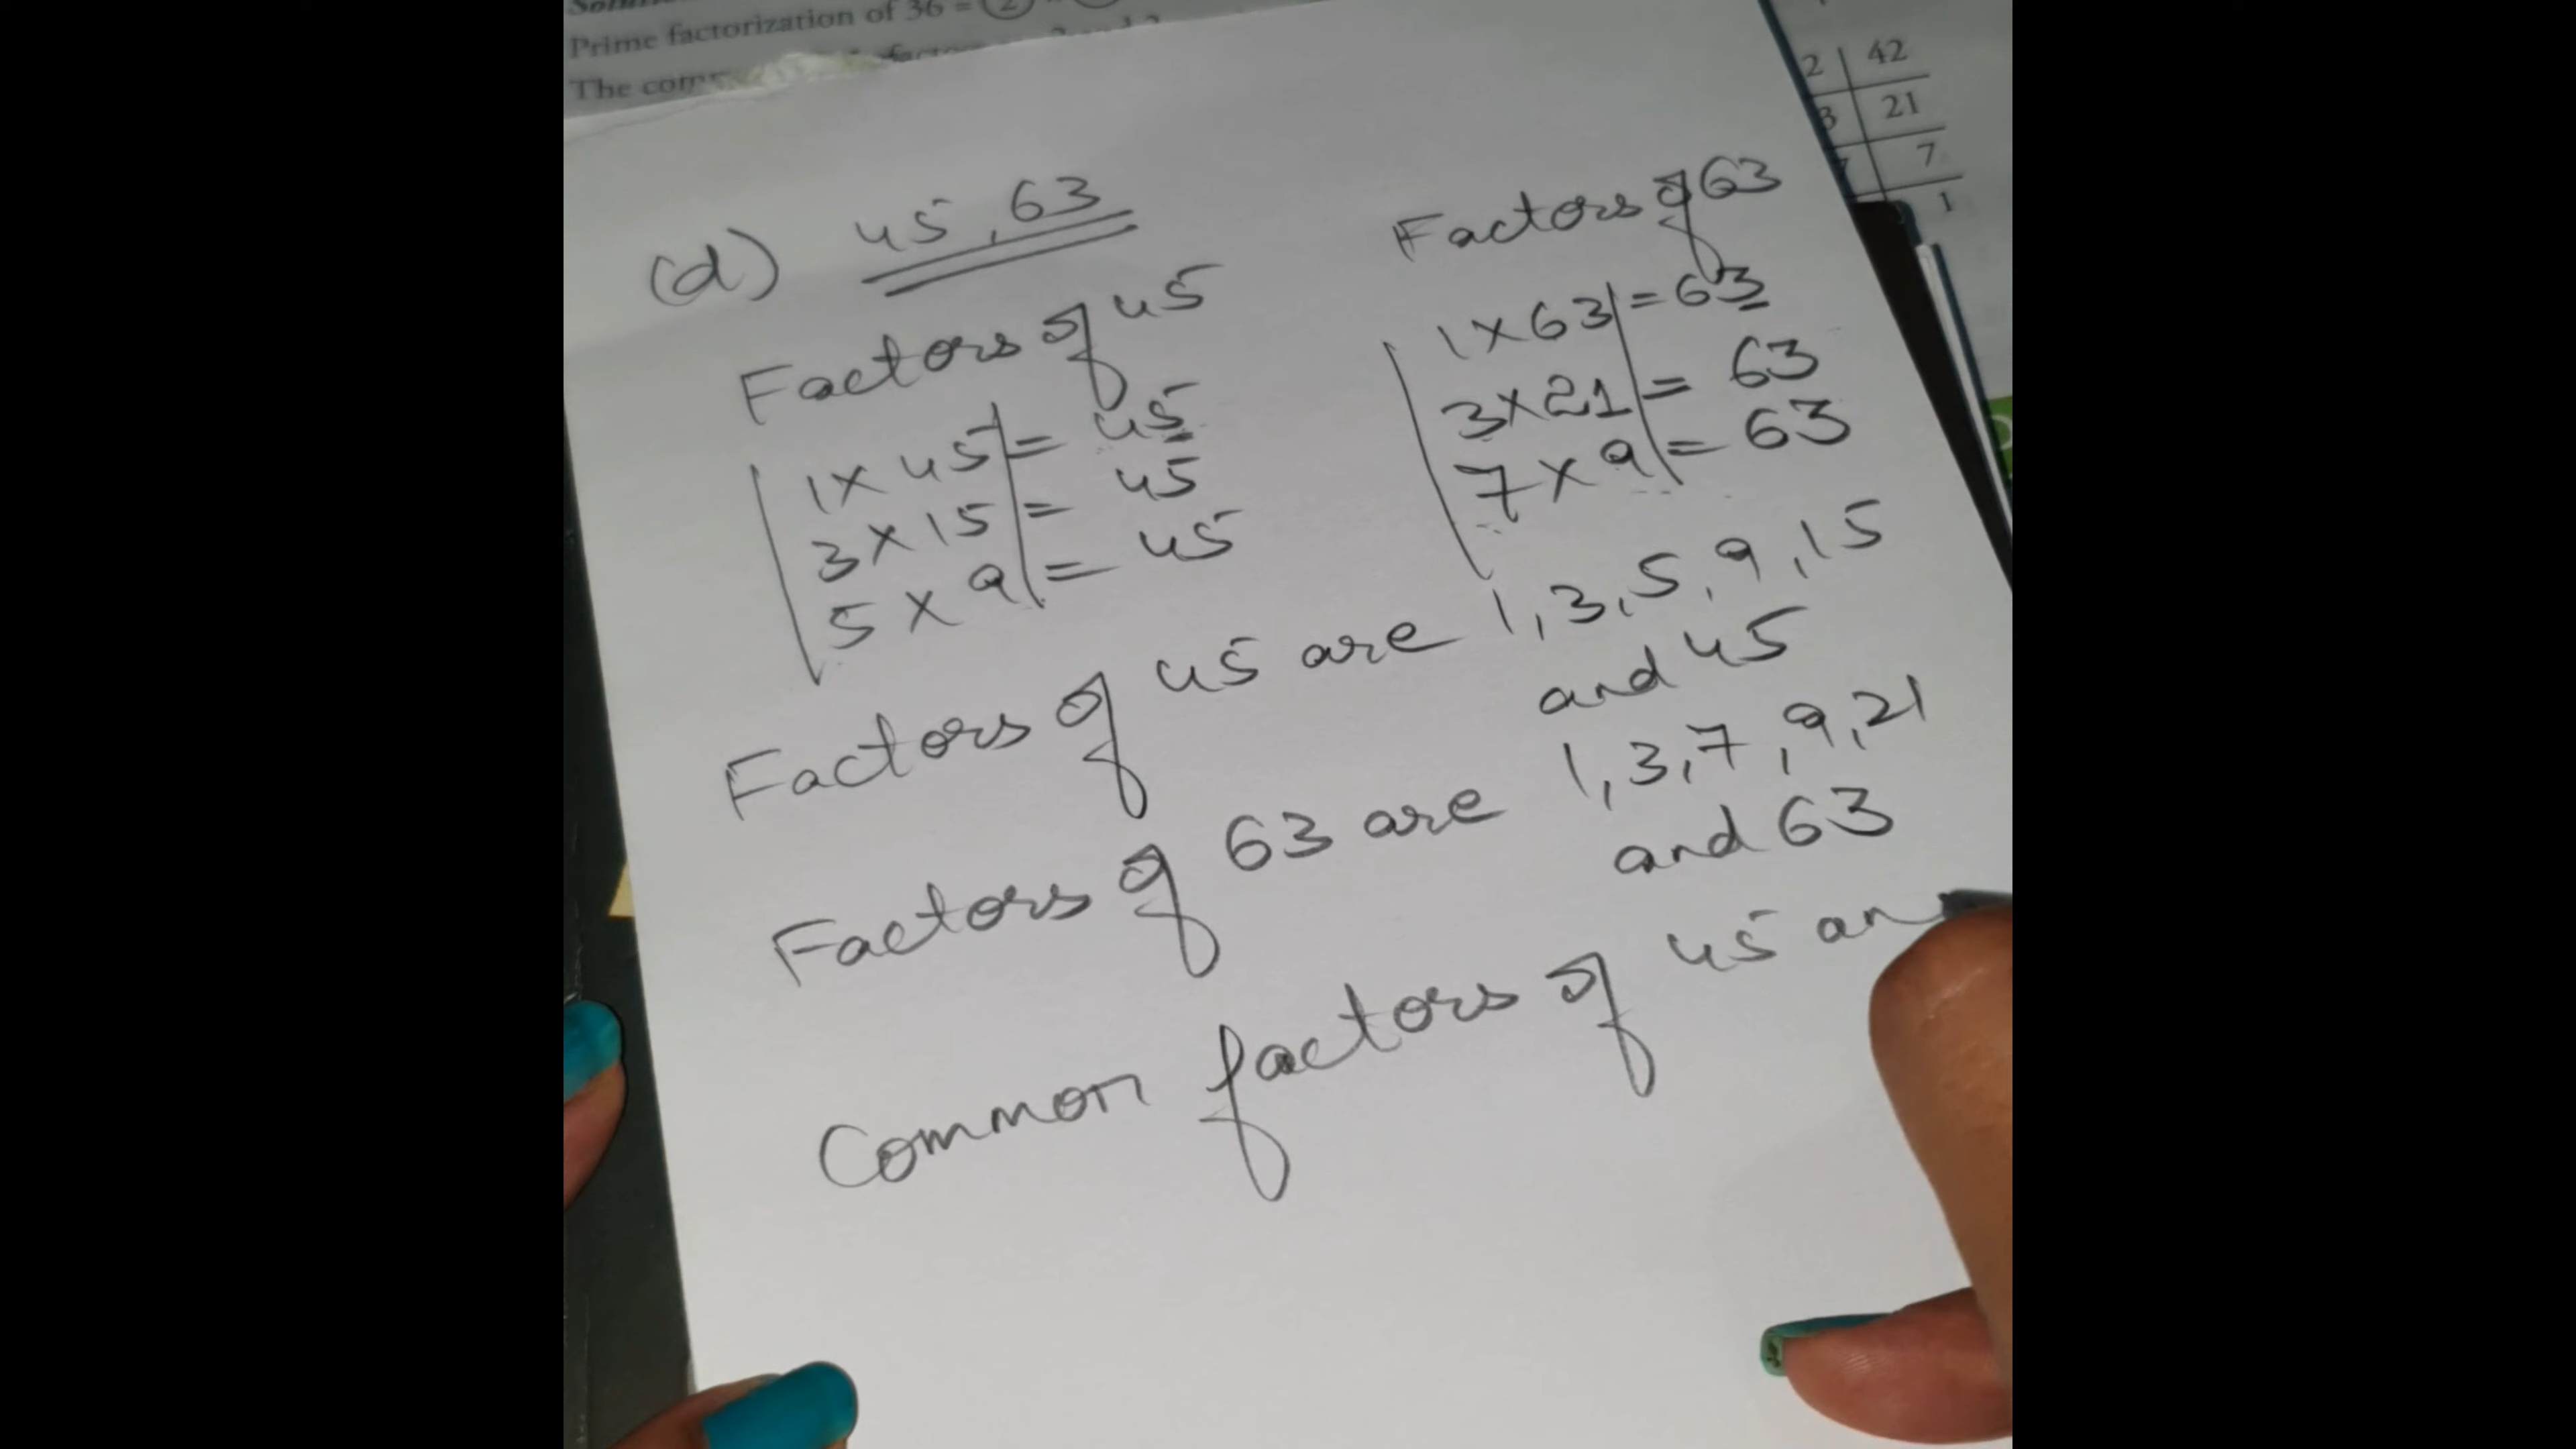 Prime factorization of 36 = 2
The com
2 | 42
3 | 21
7 | 7
1
(d) 45, 63
Factors of 45
1 × 45 = 45
3 × 15 = 45
5 × 9 = 45
Factors of 63
1 × 63 = 63
3 × 21 = 63
7 × 9 = 63
Factors of 45 are 1, 3, 5, 9, 15
and 45
Factors of 63 are 1, 3, 7, 9, 21
and 63
Common factors of 45 an